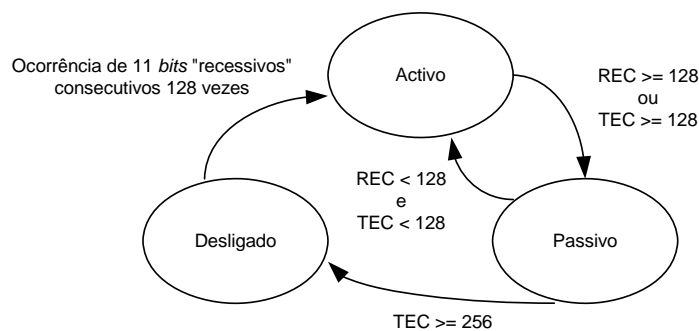 Ocorrência de 11 bits "recessivos"
consecutivos 128 vezes
Activo
REC >= 128
ou
TEC >= 128
REC < 128
e
TEC < 128
Desligado
Passivo
TEC >= 256